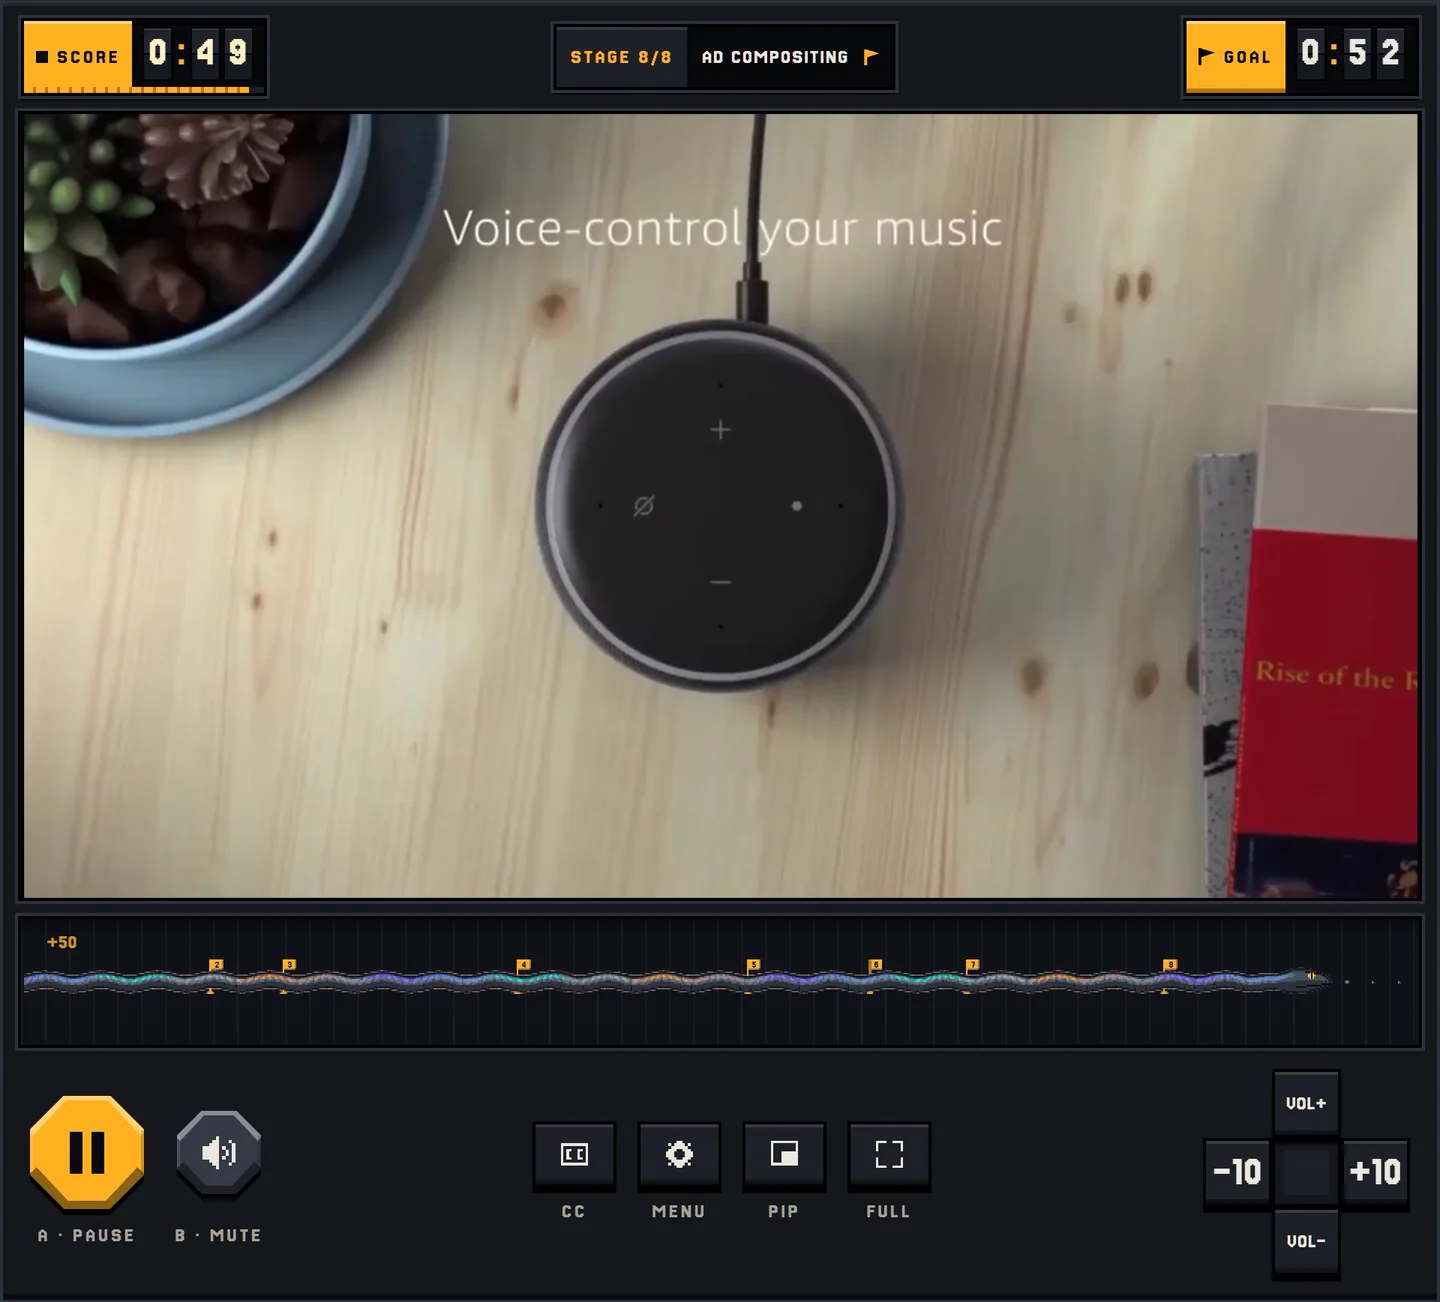 SCORE 0:49
STAGE 8/8 AD COMPOSITING
GOAL 0:52
Voice-control your music
Rise of the
+50
2 3 4 5 6 7 8
VOL+
-10 +10
VOL-
A · PAUSE
B · MUTE
CC
CC
MENU
PIP
FULL